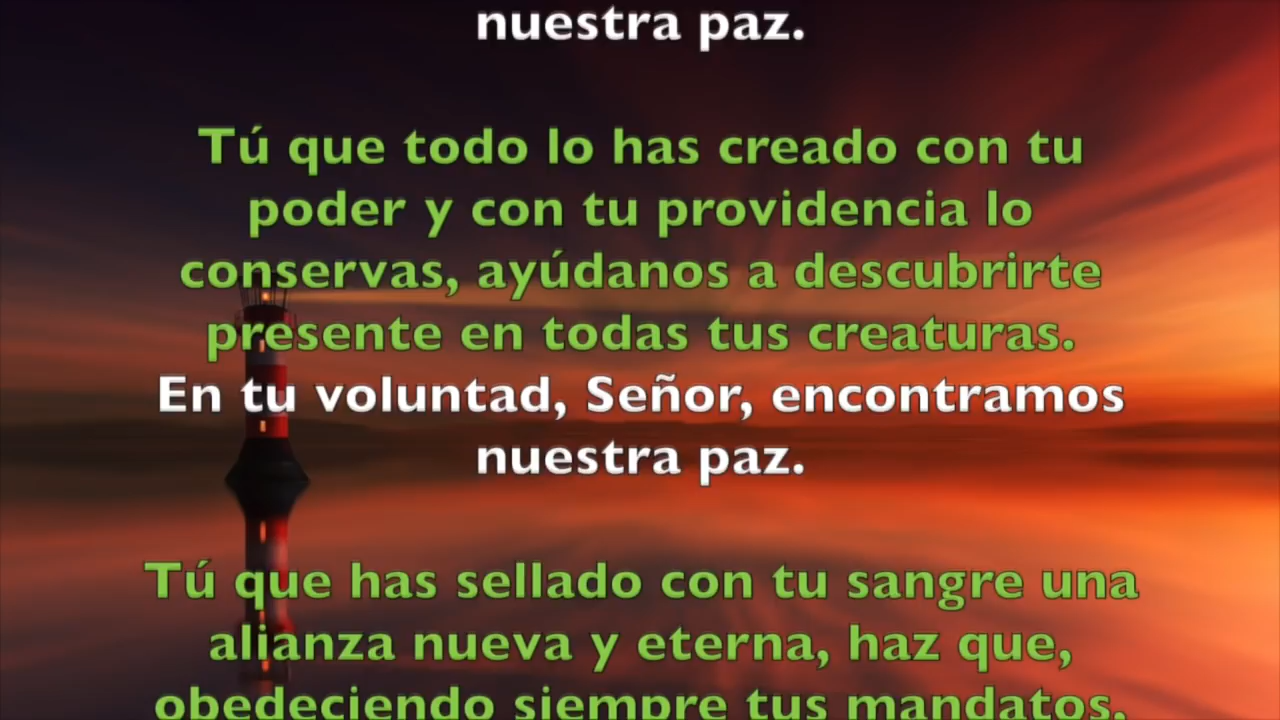 nuestra paz.
Tú que todo lo has creado con tu
poder y con tu providencia lo
conservas, ayúdanos a descubrirte
presente en todas tus creaturas.
En tu voluntad, Señor, encontramos
nuestra paz.
Tú que has sellado con tu sangre una
alianza nueva y eterna, haz que,
obedeciendo siempre tus mandatos,